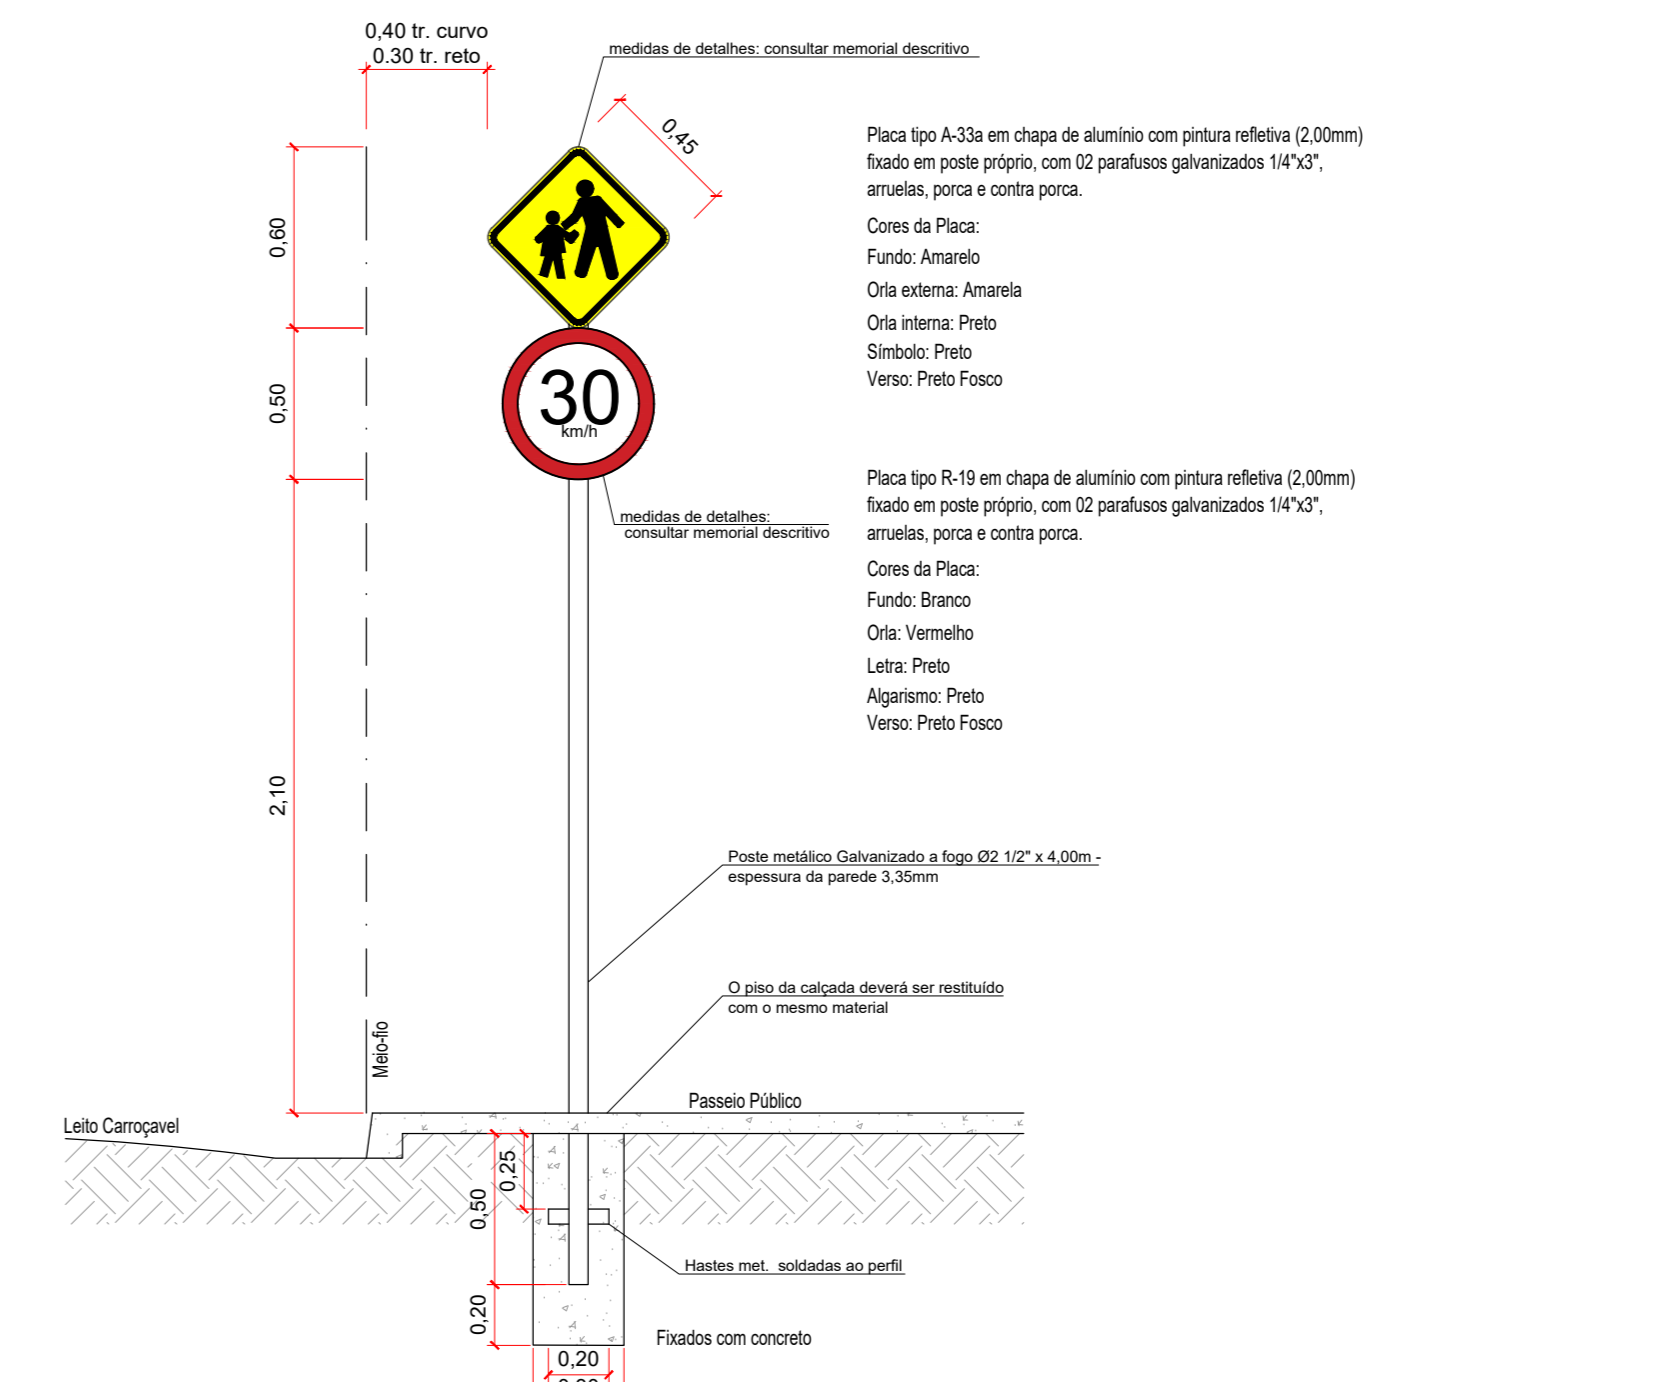 0,40 tr. curvo
0.30 tr. reto
medidas de detalhes: consultar memorial descritivo
0,45
0,60
0,50
2,10
30
km/h
medidas de detalhes:
consultar memorial descritivo
Placa tipo A-33a em chapa de alumínio com pintura refletiva (2,00mm)
fixado em poste próprio, com 02 parafusos galvanizados 1/4"x3",
arruelas, porca e contra porca.
Cores da Placa:
Fundo: Amarelo
Orla externa: Amarela
Orla interna: Preto
Símbolo: Preto
Verso: Preto Fosco
Placa tipo R-19 em chapa de alumínio com pintura refletiva (2,00mm)
fixado em poste próprio, com 02 parafusos galvanizados 1/4"x3",
arruelas, porca e contra porca.
Cores da Placa:
Fundo: Branco
Orla: Vermelho
Letra: Preto
Algarismo: Preto
Verso: Preto Fosco
Poste metálico Galvanizado a fogo Ø2 1/2" x 4,00m -
espessura da parede 3,35mm
O piso da calçada deverá ser restituído
com o mesmo material
Meio-fio
Passeio Público
Leito Carroçavel
0,25
0,50
Hastes met. soldadas ao perfil
0,20
Fixados com concreto
0,20